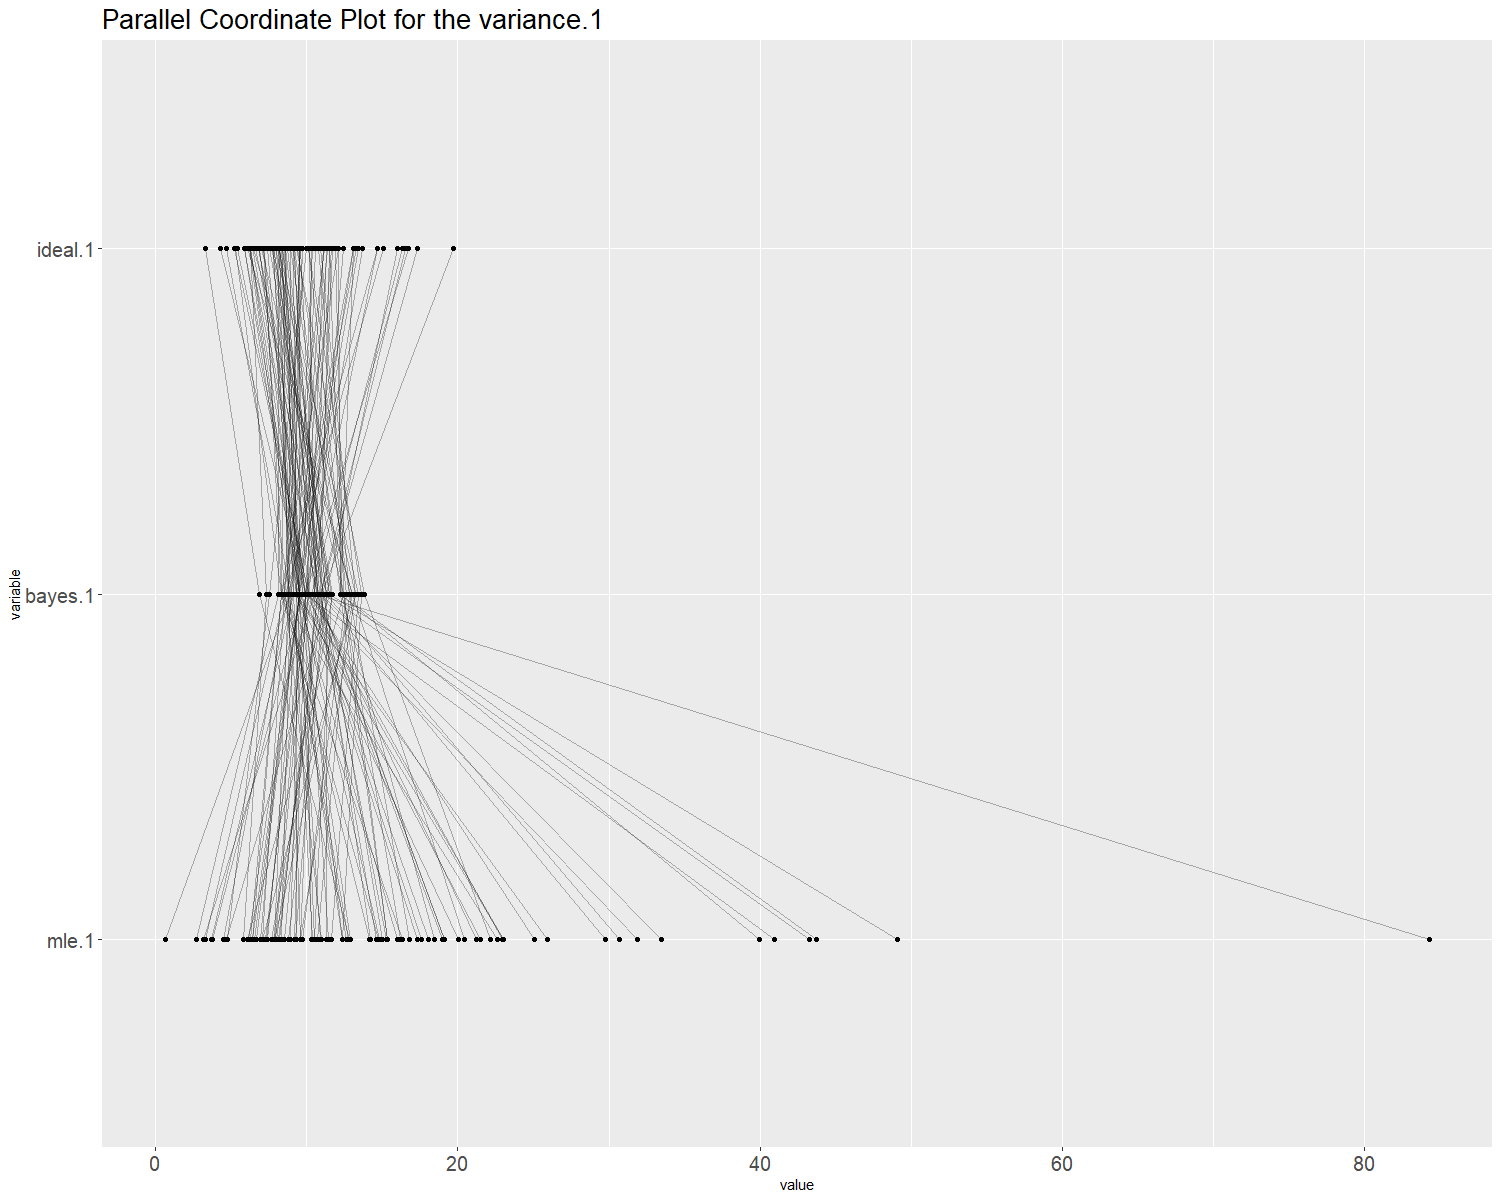 Parallel Coordinate Plot for the variance.1
ideal.1
bayes.1
mle.1
variable
0 20 40 60 80
value